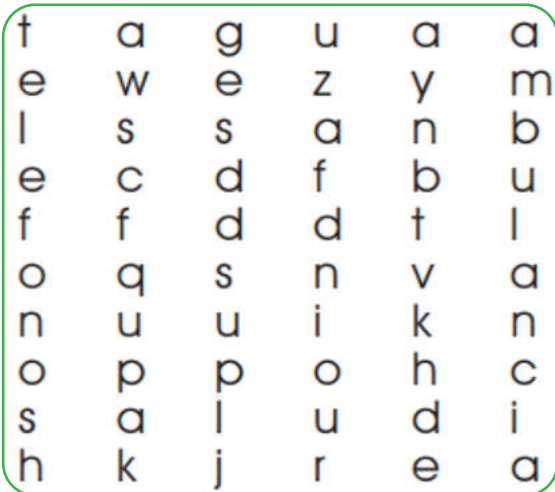 t a g u a a
e w e z y m
l s s a n b
e c d f b u
f f d d t l
o q s n v a
n u u i k n
o p p o h c
s a l u d i
h k j r e a